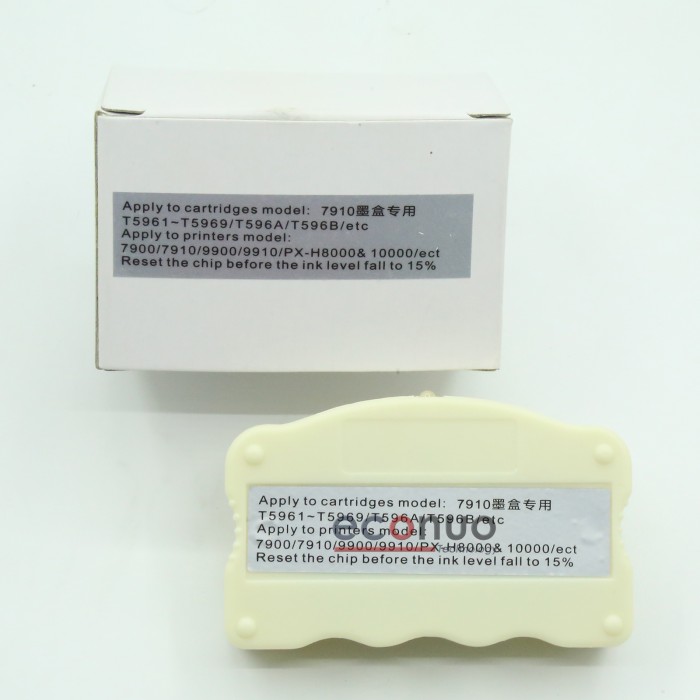 Apply to cartridges model: 7910墨盒专用
T5961~T5969/T596A/T596B/etc
Apply to printers model:
7900/7910/9900/9910/PX-H8000& 10000/ect
Reset the chip before the ink level fall to 15%
Apply to cartridges model: 7910墨盒专用
T5961~T5969/T596A/T596B/etc
econuo
Apply to printers model:
7900/7910/9900/9910/PX-H8000& 10000/ect
Technology
Reset the chip before the ink level fall to 15%